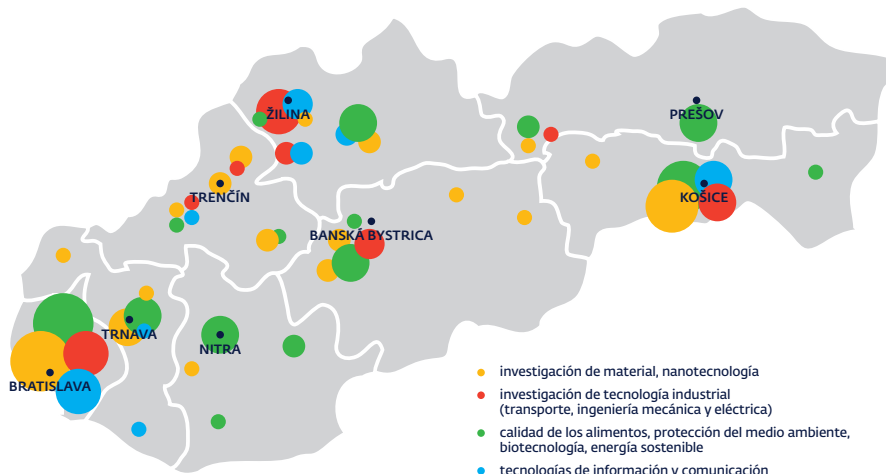 ŽILINA
PREŠOV
TRENČÍN
KOŠICE
BANSKÁ BYSTRICA
TRNAVA
NITRA
BRATISLAVA
investigación de material, nanotecnología
investigación de tecnología industrial
(transporte, ingeniería mecánica y eléctrica)
calidad de los alimentos, protección del medio ambiente,
biotecnología, energía sostenible
tecnologías de información y comunicación